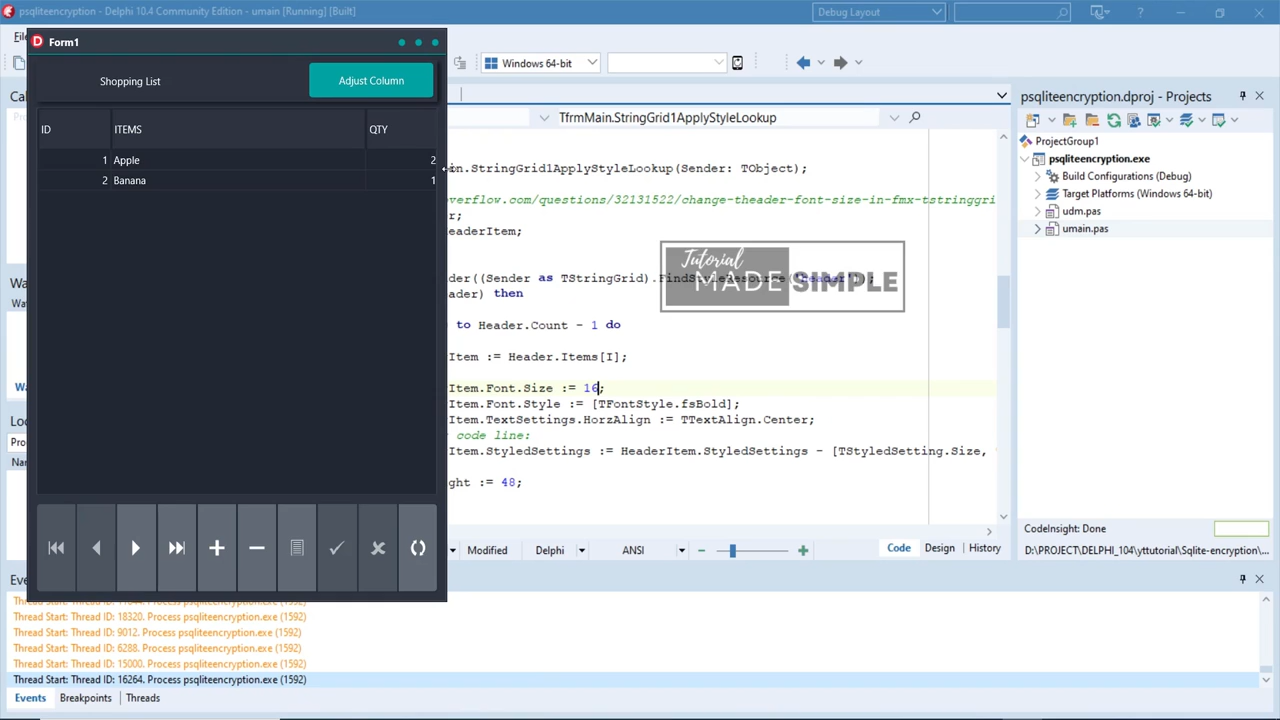 psqliteencryption - Delphi 10.4 Community Edition - umain [Running] [Built]
Debug Layout
Form1
Shopping List
Adjust Column
ID
ITEMS
QTY
1 Apple 2
2 Banana 1
Windows 64-bit
TfrmMain.StringGrid1ApplyStyleLookup
.StringGrid1ApplyStyleLookup(Sender: TObject);
overflow.com/questions/32131522/change-theader-font-size-in-fmx-tstringgri
r;
eaderItem;
der((Sender as TStringGrid).FindStyleResource('header'));
ader) then
to Header.Count - 1 do
Item := Header.Items[I];
Item.Font.Size := 16;
Item.Font.Style := [TFontStyle.fsBold];
Item.TextSettings.HorzAlign := TTextAlign.Center;
code line:
Item.StyledSettings := HeaderItem.StyledSettings - [TStyledSetting.Size,
ght := 48;
Tutorial
MADE SIMPLE
Modified
Delphi
ANSI
Code
Design
History
psqliteencryption.dproj - Projects
ProjectGroup1
psqliteencryption.exe
Build Configurations (Debug)
Target Platforms (Windows 64-bit)
udm.pas
umain.pas
CodeInsight: Done
D:\PROJECT\DELPHI_104\yttutorial\Sqlite-encryption\...
Thread Start: Thread ID: 18320. Process psqliteencryption.exe (1592)
Thread Start: Thread ID: 9012. Process psqliteencryption.exe (1592)
Thread Start: Thread ID: 6288. Process psqliteencryption.exe (1592)
Thread Start: Thread ID: 15000. Process psqliteencryption.exe (1592)
Thread Start: Thread ID: 16264. Process psqliteencryption.exe (1592)
Events
Breakpoints
Threads